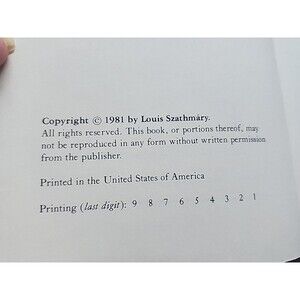 Copyright © 1981 by Louis Szathmáry.
All rights reserved. This book, or portions thereof, may
not be reproduced in any form without written permission
from the publisher.
Printed in the United States of America
Printing (last digit): 9 8 7 6 5 4 3 2 1